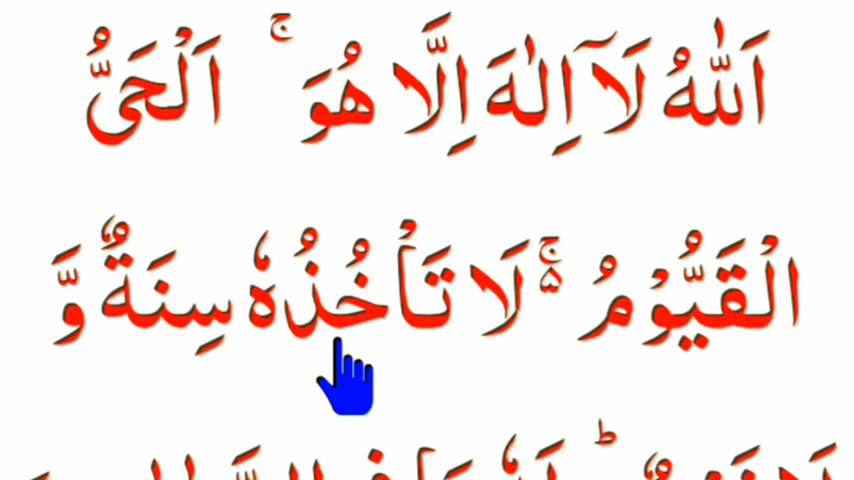 اَللّٰهُ لَاۤ اِلٰهَ اِلَّا هُوَ ۚ اَلْحَیُّ
الْقَیُّوْمُ ۚ۬ لَا تَاْخُذُهٗ سِنَةٌ وَّ